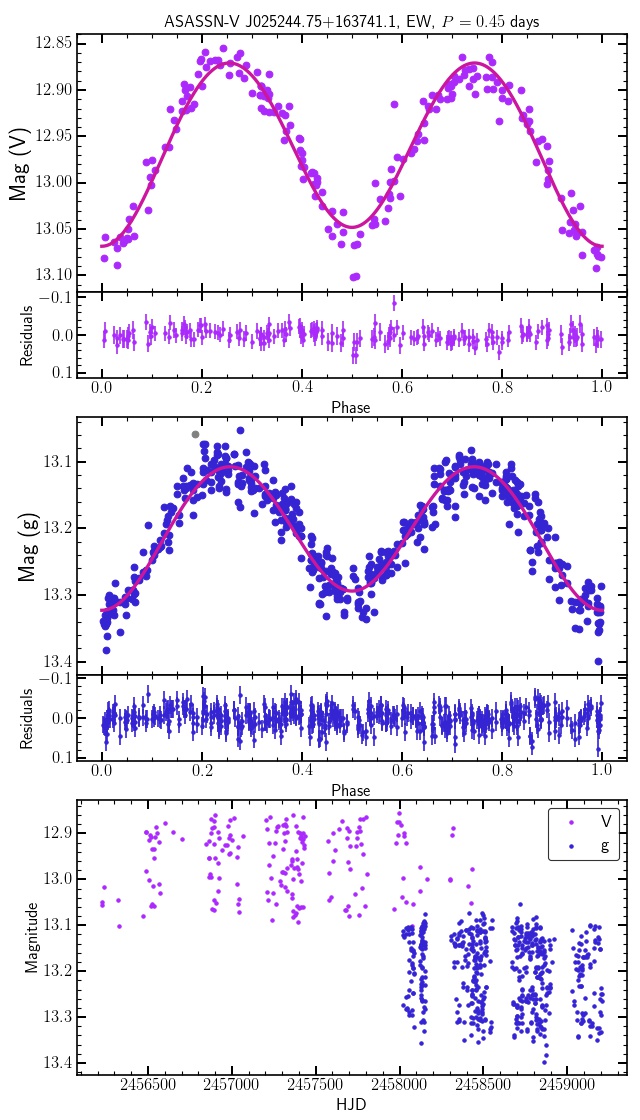 ASASSN-V J025244.75+163741.1, EW, P = 0.45 days
12.85
12.90
12.95
13.00
13.05
13.10
Mag (V)
−0.1
0.0
0.1
Residuals
0.0 0.2 0.4 0.6 0.8 1.0
Phase
13.1
13.2
13.3
13.4
Mag (g)
−0.1
0.0
0.1
Residuals
0.0 0.2 0.4 0.6 0.8 1.0
Phase
V
g
12.9
13.0
13.1
13.2
13.3
13.4
Magnitude
2456500 2457000 2457500 2458000 2458500 2459000
HJD